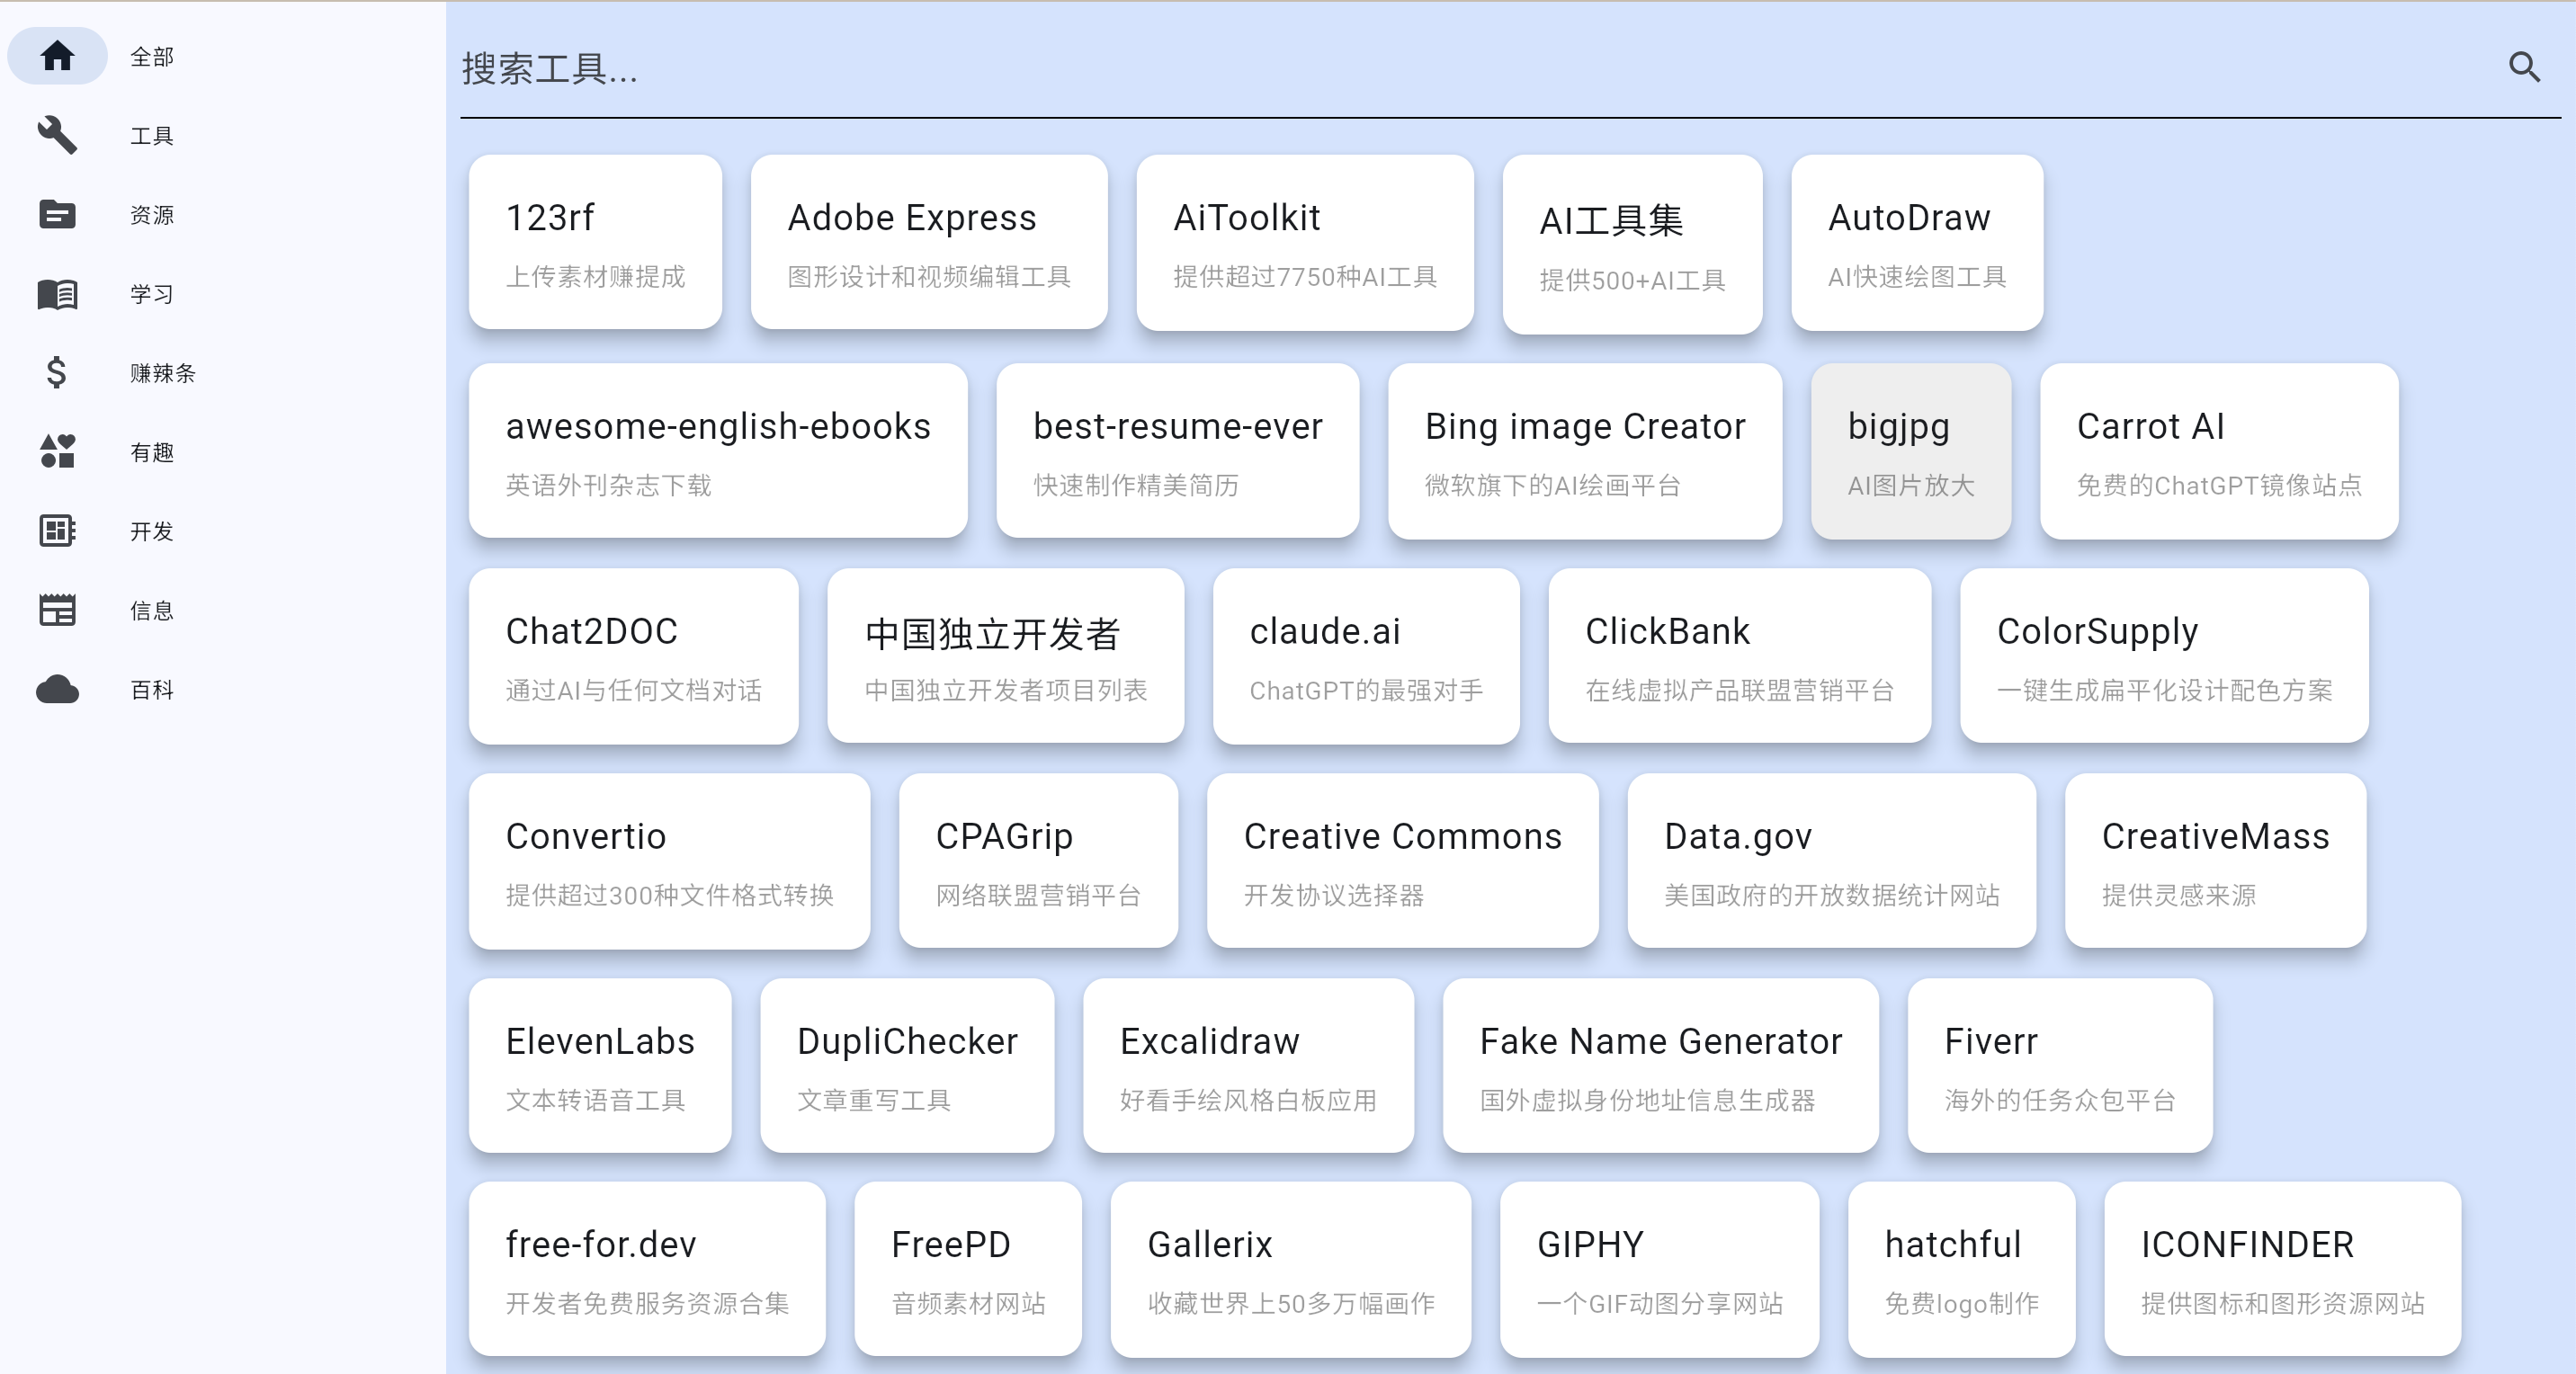 全部
工具
资源
学习
赚辣条
有趣
开发
信息
百科
搜索工具...
123rf
上传素材赚提成
Adobe Express
图形设计和视频编辑工具
AiToolkit
提供超过7750种AI工具
AI工具集
提供500+AI工具
AutoDraw
AI快速绘图工具
awesome-english-ebooks
英语外刊杂志下载
best-resume-ever
快速制作精美简历
Bing image Creator
微软旗下的AI绘画平台
bigjpg
AI图片放大
Carrot AI
免费的ChatGPT镜像站点
Chat2DOC
通过AI与任何文档对话
中国独立开发者
中国独立开发者项目列表
claude.ai
ChatGPT的最强对手
ClickBank
在线虚拟产品联盟营销平台
ColorSupply
一键生成扁平化设计配色方案
Convertio
提供超过300种文件格式转换
CPAGrip
网络联盟营销平台
Creative Commons
开发协议选择器
Data.gov
美国政府的开放数据统计网站
CreativeMass
提供灵感来源
ElevenLabs
文本转语音工具
DupliChecker
文章重写工具
Excalidraw
好看手绘风格白板应用
Fake Name Generator
国外虚拟身份地址信息生成器
Fiverr
海外的任务众包平台
free-for.dev
开发者免费服务资源合集
FreePD
音频素材网站
Gallerix
收藏世界上50多万幅画作
GIPHY
一个GIF动图分享网站
hatchful
免费logo制作
ICONFINDER
提供图标和图形资源网站